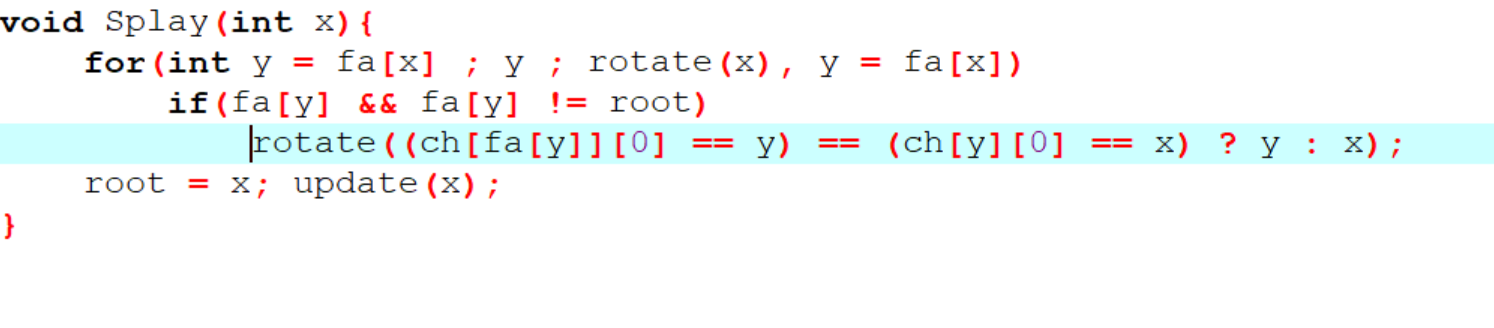 void Splay(int x){
    for(int y = fa[x] ; y ; rotate(x), y = fa[x])
        if(fa[y] && fa[y] != root)
            rotate((ch[fa[y]][0] == y) == (ch[y][0] == x) ? y : x);
    root = x; update(x);
}